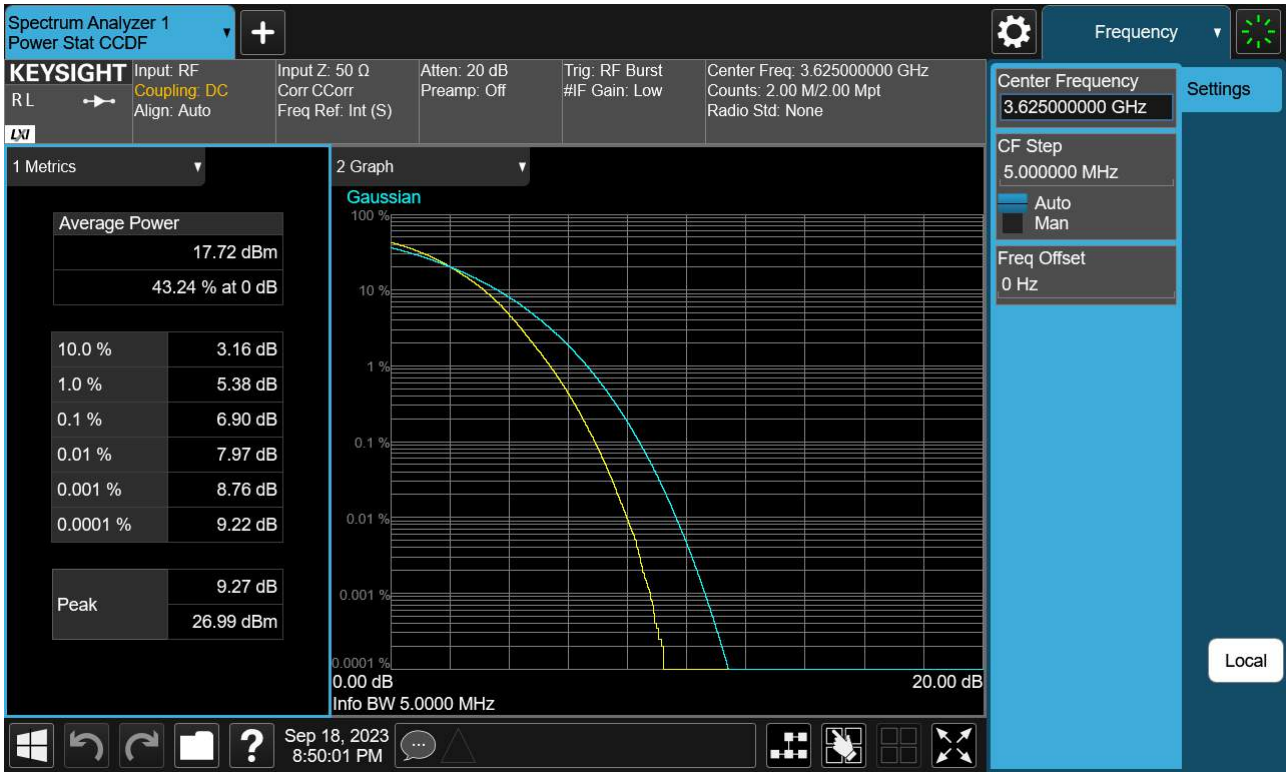 Spectrum Analyzer 1
Power Stat CCDF
+
Frequency
KEYSIGHT
R L
LXI
Input: RF
Coupling: DC
Align: Auto
Input Z: 50 Ω
Corr CCorr
Freq Ref: Int (S)
Atten: 20 dB
Preamp: Off
Trig: RF Burst
#IF Gain: Low
Center Freq: 3.625000000 GHz
Counts: 2.00 M/2.00 Mpt
Radio Std: None
Center Frequency
3.625000000 GHz
Settings
CF Step
5.000000 MHz
Auto
Man
Freq Offset
0 Hz
1 Metrics
Average Power
17.72 dBm
43.24 % at 0 dB
10.0 % 3.16 dB
1.0 % 5.38 dB
0.1 % 6.90 dB
0.01 % 7.97 dB
0.001 % 8.76 dB
0.0001 % 9.22 dB
Peak
9.27 dB
26.99 dBm
2 Graph
Gaussian
100 %
10 %
1 %
0.1 %
0.01 %
0.001 %
0.0001 %
0.00 dB 20.00 dB
Info BW 5.0000 MHz
Local
?
Sep 18, 2023
8:50:01 PM